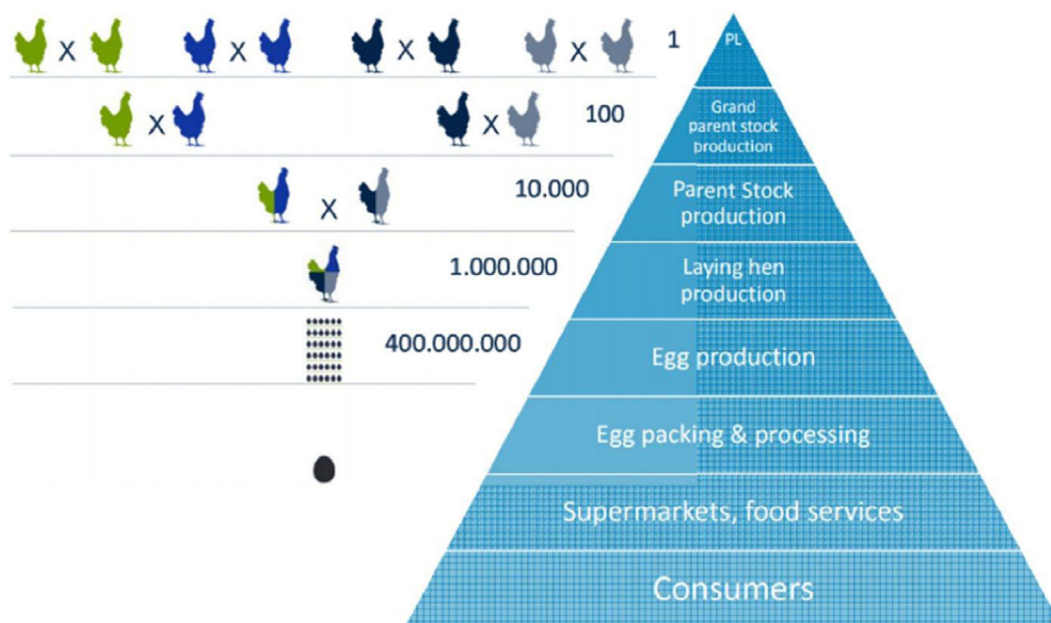 X X X X 1 PL
X X 100 Grand
parent stock
production
X 10.000 Parent Stock
production
1.000.000 Laying hen
production
400.000.000 Egg production
Egg packing & processing
Supermarkets, food services
Consumers